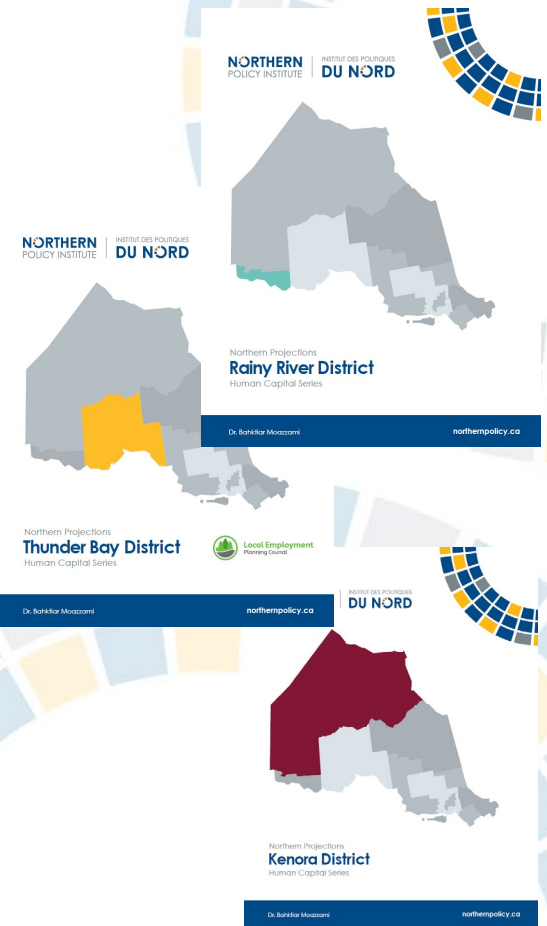 NORTHERN
POLICY INSTITUTE
INSTITUT DES POLITIQUES
DU NORD
Northern Projections
Rainy River District
Human Capital Series
Dr. Bahktiar Moazzami
northernpolicy.ca
NORTHERN
POLICY INSTITUTE
INSTITUT DES POLITIQUES
DU NORD
Northern Projections
Thunder Bay District
Human Capital Series
Local Employment
Planning Council
Dr. Bahktiar Moazzami
northernpolicy.ca
INSTITUT DES POLITIQUES
DU NORD
Northern Projections
Kenora District
Human Capital Series
Dr. Bahktiar Moazzami
northernpolicy.ca